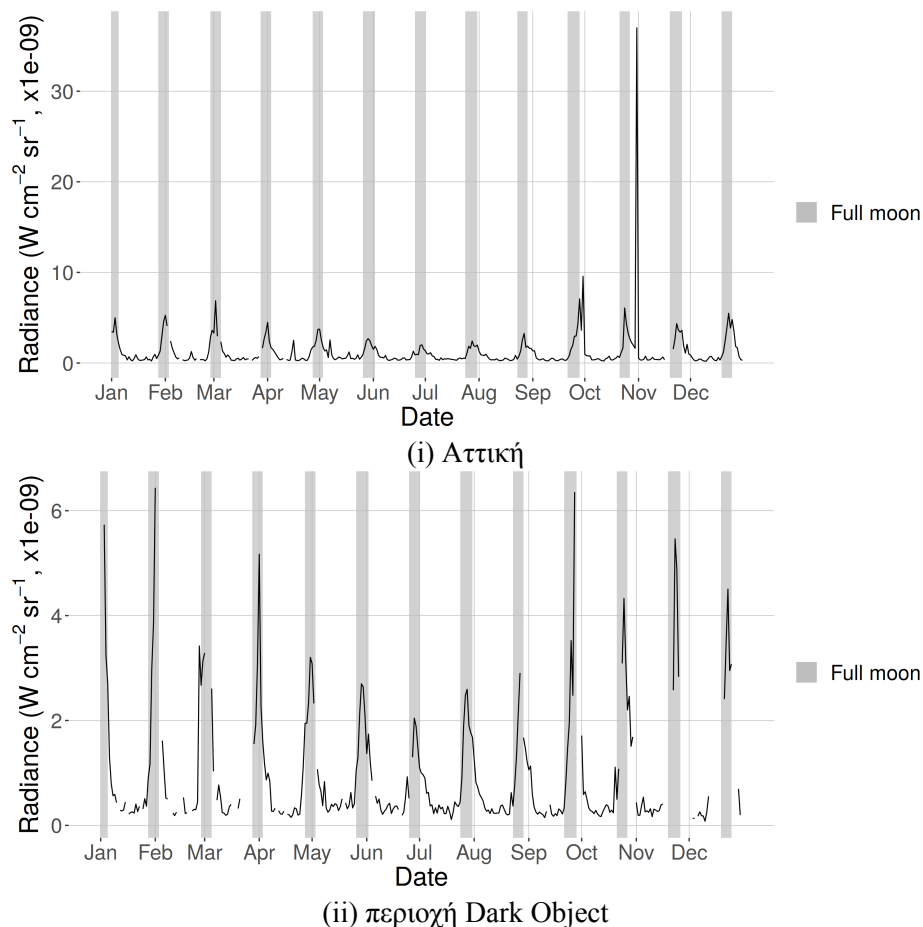 Radiance (W cm⁻² sr⁻¹, x1e-09)
30
20
10
0
Jan Feb Mar Apr May Jun Jul Aug Sep Oct Nov Dec
Date
Full moon
(i) Αττική
Radiance (W cm⁻² sr⁻¹, x1e-09)
6
4
2
0
Jan Feb Mar Apr May Jun Jul Aug Sep Oct Nov Dec
Date
Full moon
(ii) περιοχή Dark Object